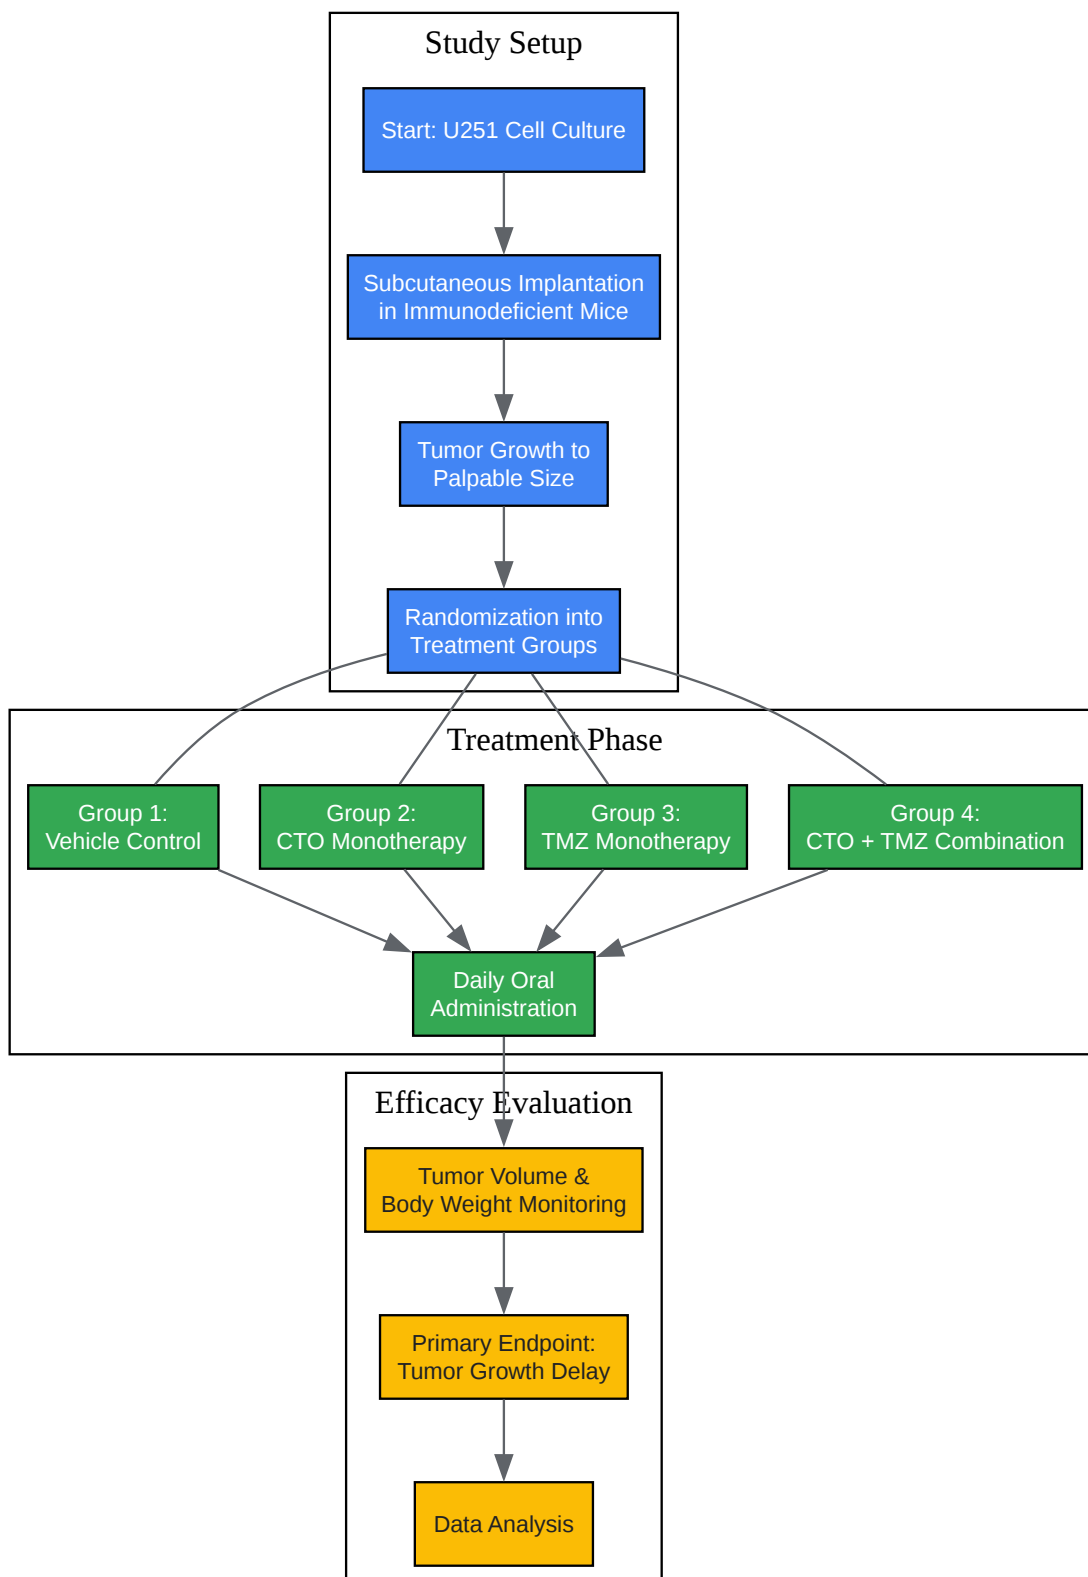 Study Setup
Start: U251 Cell Culture
Subcutaneous Implantation
in Immunodeficient Mice
Tumor Growth to
Palpable Size
Randomization into
Treatment Groups
Treatment Phase
Group 1:
Vehicle Control
Group 2:
CTO Monotherapy
Group 3:
TMZ Monotherapy
Group 4:
CTO + TMZ Combination
Daily Oral
Administration
Efficacy Evaluation
Tumor Volume &
Body Weight Monitoring
Primary Endpoint:
Tumor Growth Delay
Data Analysis